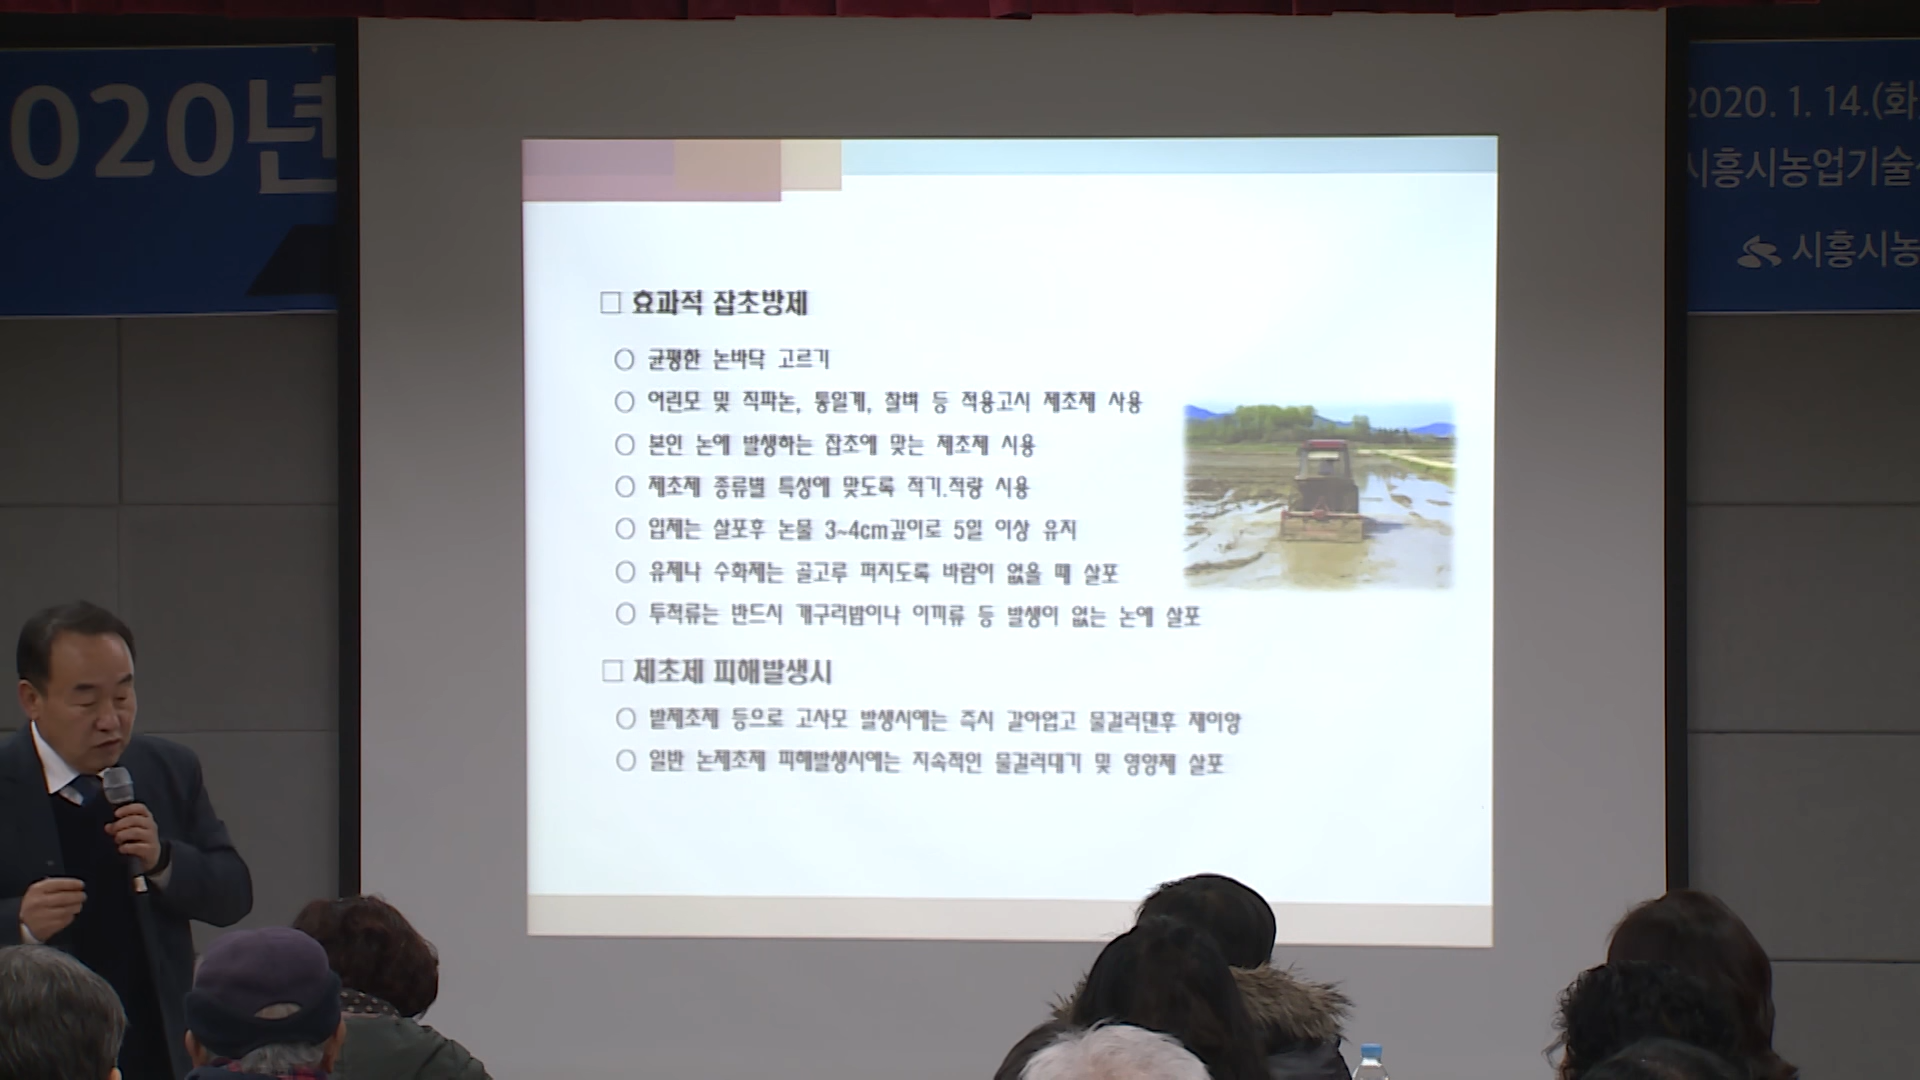 020년
2020. 1. 14.(화
시흥시농업기술
시흥시농
□ 효과적 잡초방제
○ 균평한 논바닥 고르기
○ 어린모 및 직파논, 통일계, 찰벼 등 적용고시 제초제 사용
○ 본인 논에 발생하는 잡초에 맞는 제초제 사용
○ 제초제 종류별 특성에 맞도록 적기.적량 사용
○ 입제는 살포후 논물 3~4cm깊이로 5일 이상 유지
○ 유제나 수화제는 골고루 퍼지도록 바람이 없을 때 살포
○ 투척류는 반드시 개구리밥이나 이끼류 등 발생이 없는 논에 살포
□ 제초제 피해발생시
○ 밭제초제 등으로 고사모 발생시에는 즉시 갈아엎고 물걸러댄후 재이앙
○ 일반 논제초제 피해발생시에는 지속적인 물걸러대기 및 영양제 살포